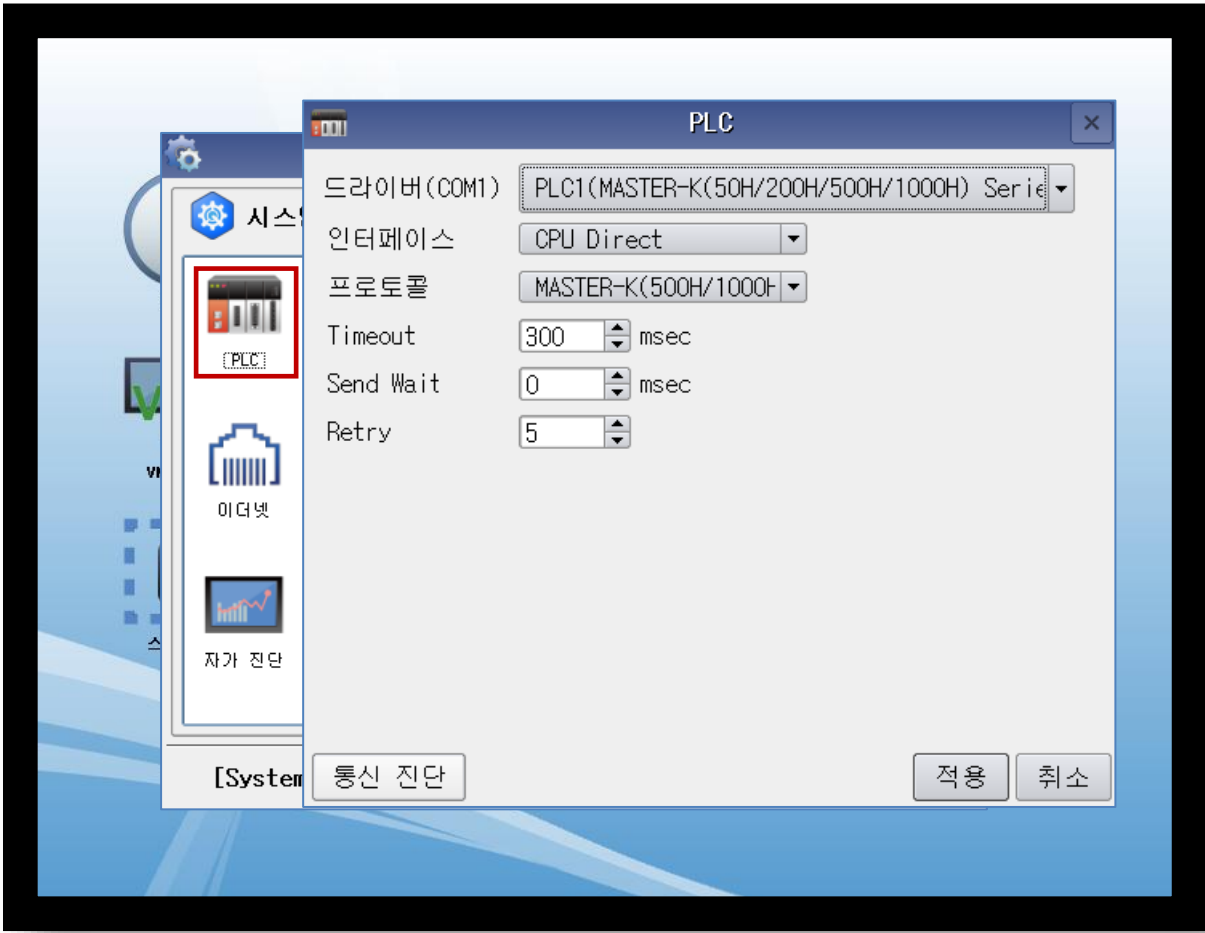 PLC
드라이버(COM1) PLC1(MASTER-K(50H/200H/500H/1000H) Serie
시스
인터페이스 CPU Direct
프로토콜 MASTER-K(500H/1000H
(PLC)
Timeout 300 msec
Send Wait 0 msec
Retry 5
이더넷
자가 진단
[System
통신 진단 적용 취소